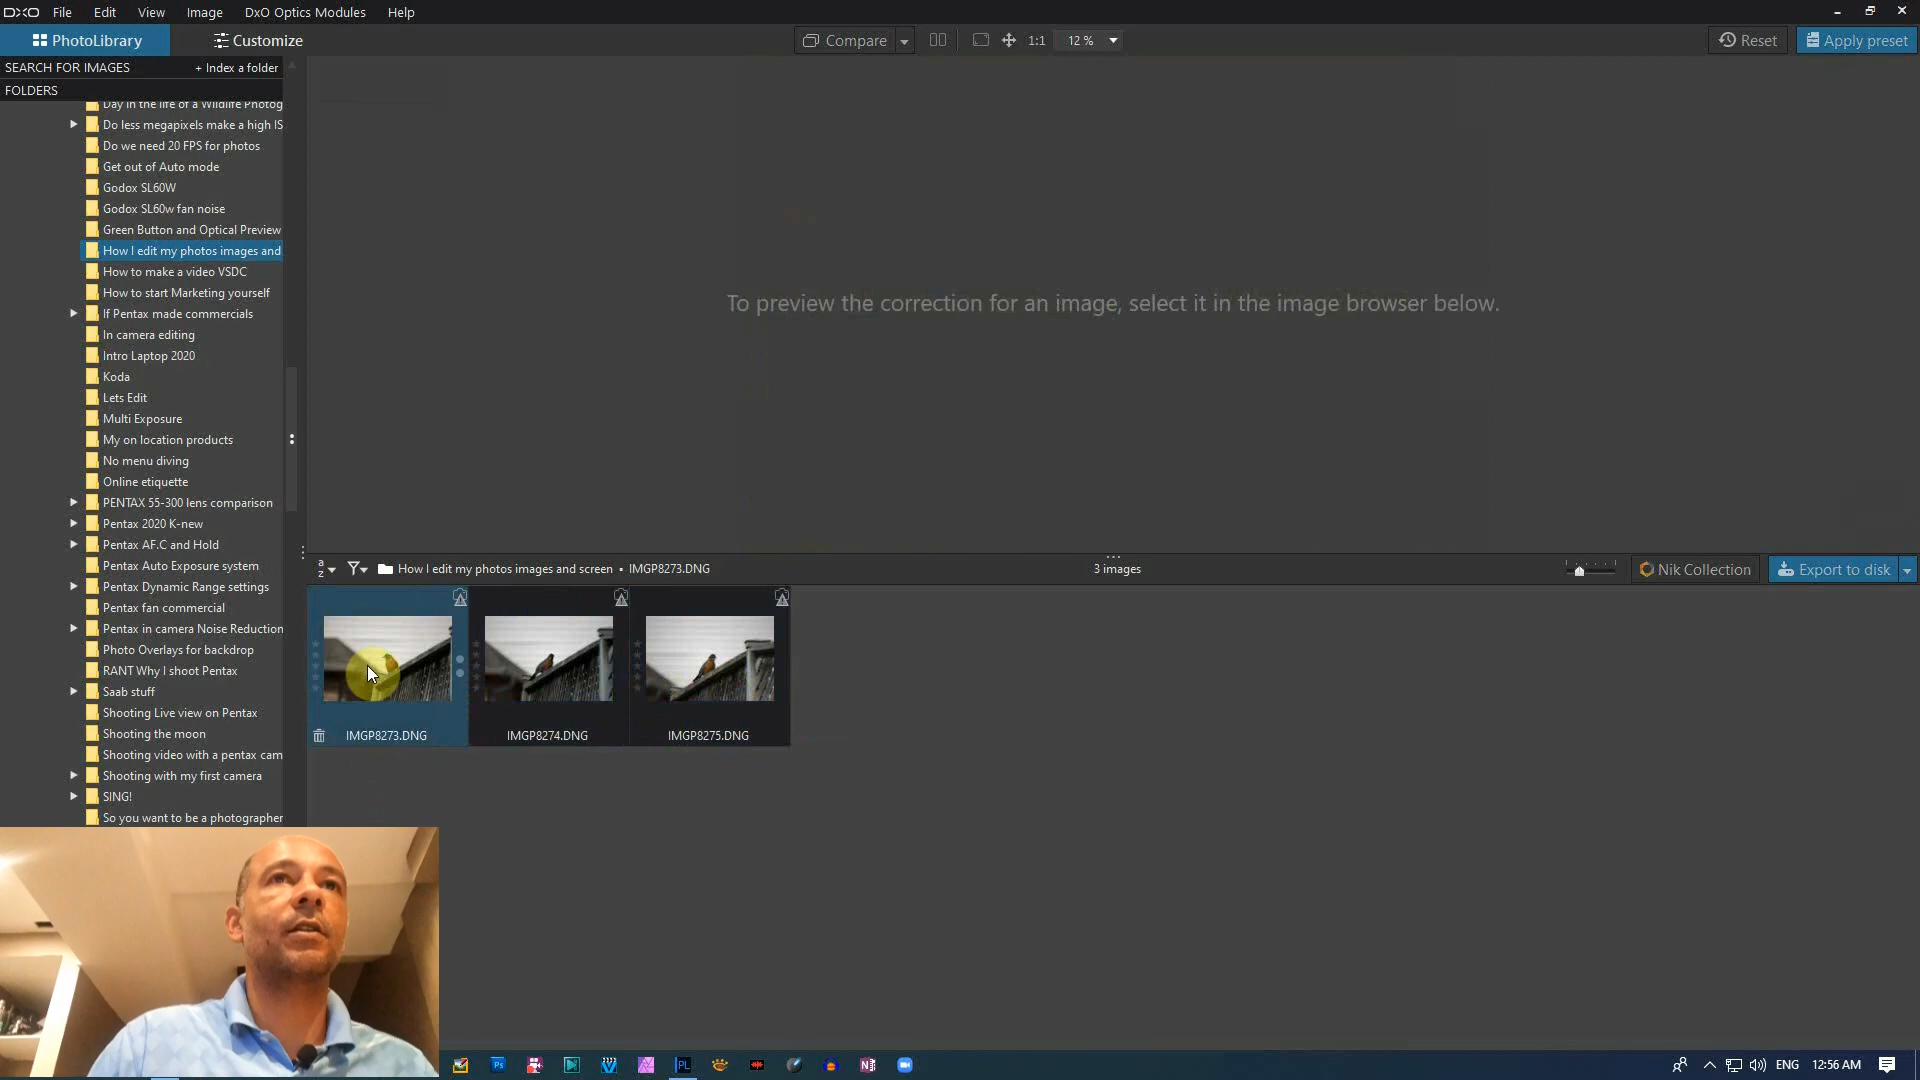 DXO File Edit View Image DxO Optics Modules Help
PhotoLibrary Customize Compare 1:1 12 % Reset Apply preset
SEARCH FOR IMAGES + Index a folder
FOLDERS
Day in the life of a Wildlife Photog
Do less megapixels make a high IS
Do we need 20 FPS for photos
Get out of Auto mode
Godox SL60W
Godox SL60w fan noise
Green Button and Optical Preview
How I edit my photos images and
How to make a video VSDC
How to start Marketing yourself
If Pentax made commercials
In camera editing
Intro Laptop 2020
Koda
Lets Edit
Multi Exposure
My on location products
No menu diving
Online etiquette
PENTAX 55-300 lens comparison
Pentax 2020 K-new
Pentax AF.C and Hold
Pentax Auto Exposure system
Pentax Dynamic Range settings
Pentax fan commercial
Pentax in camera Noise Reduction
Photo Overlays for backdrop
RANT Why I shoot Pentax
Saab stuff
Shooting Live view on Pentax
Shooting the moon
Shooting video with a pentax cam
Shooting with my first camera
SING!
So you want to be a photographer
To preview the correction for an image, select it in the image browser below.
a z How I edit my photos images and screen • IMGP8273.DNG 3 images Nik Collection Export to disk
IMGP8273.DNG IMGP8274.DNG IMGP8275.DNG
Ps PL N ENG 12:56 AM